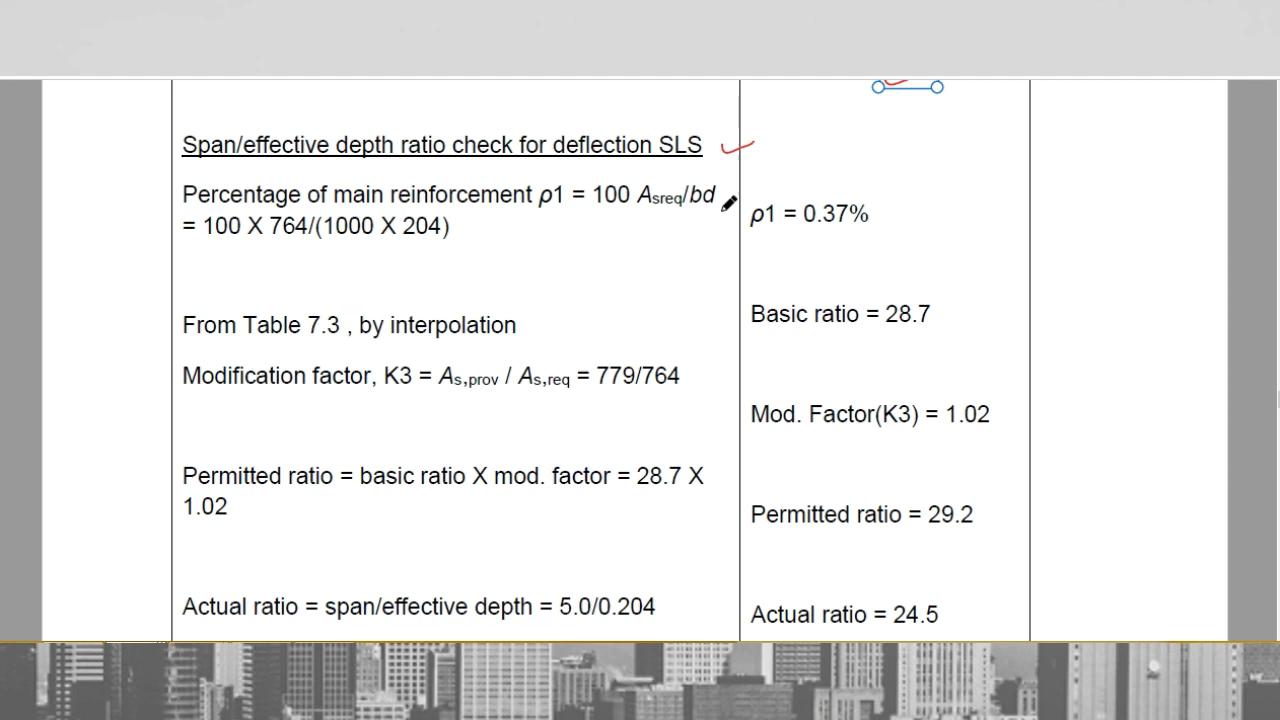 Span/effective depth ratio check for deflection SLS
Percentage of main reinforcement ρ1 = 100 Asreq/bd
= 100 X 764/(1000 X 204)
ρ1 = 0.37%
Basic ratio = 28.7
From Table 7.3 , by interpolation
Modification factor, K3 = As,prov / As,req = 779/764
Mod. Factor(K3) = 1.02
Permitted ratio = basic ratio X mod. factor = 28.7 X
1.02
Permitted ratio = 29.2
Actual ratio = span/effective depth = 5.0/0.204
Actual ratio = 24.5